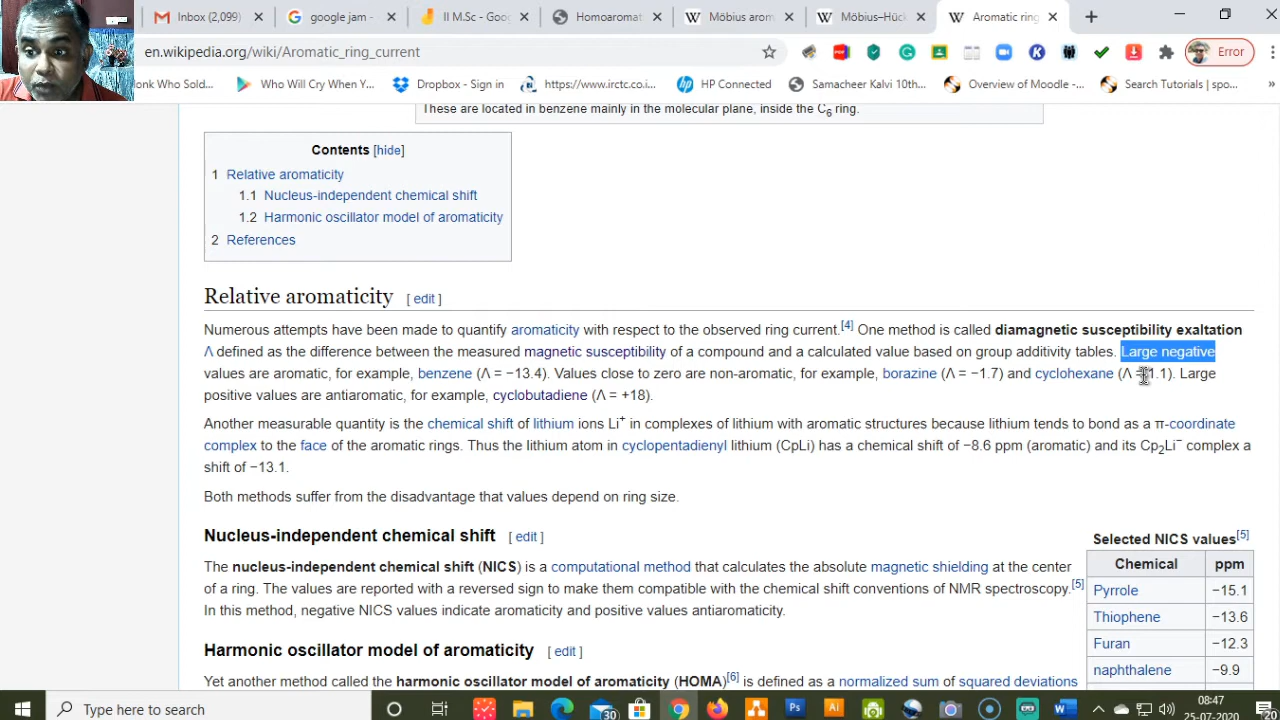 Inbox (2,099)
google jam -
II M.Sc - Goo
Homoaromat
Möbius arom
Möbius–Hück
Aromatic ring
en.wikipedia.org/wiki/Aromatic_ring_current
Error
onk Who Sold...
Who Will Cry When Y...
Dropbox - Sign in
https://www.irctc.co.i...
HP Connected
Samacheer Kalvi 10th...
Overview of Moodle -...
Search Tutorials | spo...
»
These are located in benzene mainly in the molecular plane, inside the C6 ring.
Contents [hide]
1 Relative aromaticity
1.1 Nucleus-independent chemical shift
1.2 Harmonic oscillator model of aromaticity
2 References
Relative aromaticity [ edit ]
Numerous attempts have been made to quantify aromaticity with respect to the observed ring current.[4] One method is called diamagnetic susceptibility exaltation
Λ defined as the difference between the measured magnetic susceptibility of a compound and a calculated value based on group additivity tables. Large negative
values are aromatic, for example, benzene (Λ = −13.4). Values close to zero are non-aromatic, for example, borazine (Λ = −1.7) and cyclohexane (Λ 1.1). Large
positive values are antiaromatic, for example, cyclobutadiene (Λ = +18).
Another measurable quantity is the chemical shift of lithium ions Li+ in complexes of lithium with aromatic structures because lithium tends to bond as a π-coordinate
complex to the face of the aromatic rings. Thus the lithium atom in cyclopentadienyl lithium (CpLi) has a chemical shift of −8.6 ppm (aromatic) and its Cp2Li− complex a
shift of −13.1.
Both methods suffer from the disadvantage that values depend on ring size.
Nucleus-independent chemical shift [ edit ]
The nucleus-independent chemical shift (NICS) is a computational method that calculates the absolute magnetic shielding at the center
of a ring. The values are reported with a reversed sign to make them compatible with the chemical shift conventions of NMR spectroscopy.[5]
In this method, negative NICS values indicate aromaticity and positive values antiaromaticity.
Selected NICS values[5]
Chemical ppm
Pyrrole −15.1
Thiophene −13.6
Furan −12.3
naphthalene −9.9
Harmonic oscillator model of aromaticity [ edit ]
Yet another method called the harmonic oscillator model of aromaticity (HOMA)[6] is defined as a normalized sum of squared deviations
Type here to search
30
Ps
Ai
08:47
25-07-2020